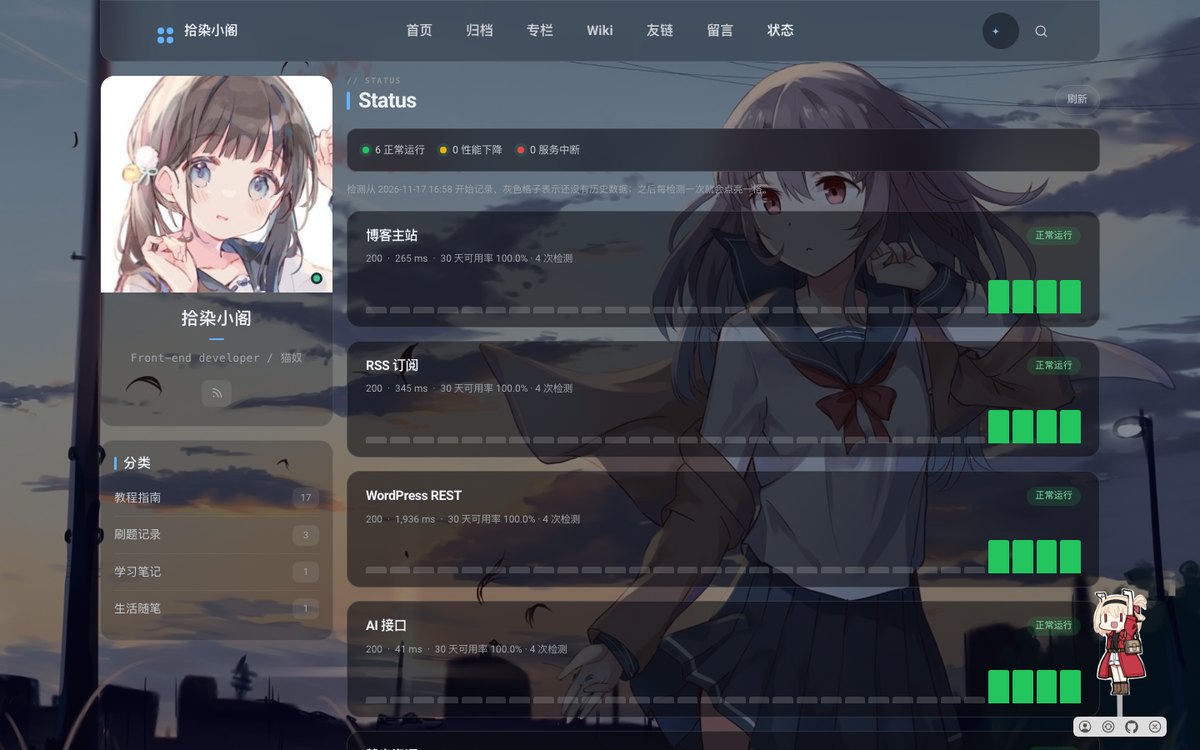 拾染小阁
首页 归档 专栏 Wiki 友链 留言 状态
// STATUS
Status
刷新
6 正常运行 0 性能下降 0 服务中断
检测从 2026-11-17 16:58 开始记录，灰色格子表示还没有历史数据；之后每检测一次就会点亮一格。
博客主站
正常运行
200 · 265 ms · 30 天可用率 100.0% · 4 次检测
RSS 订阅
正常运行
200 · 345 ms · 30 天可用率 100.0% · 4 次检测
WordPress REST
正常运行
200 · 1,936 ms · 30 天可用率 100.0% · 4 次检测
AI 接口
正常运行
200 · 41 ms · 30 天可用率 100.0% · 4 次检测
拾染小阁
Front-end developer / 猫奴
分类
教程指南 17
刷题记录 3
学习笔记 1
生活随笔 1